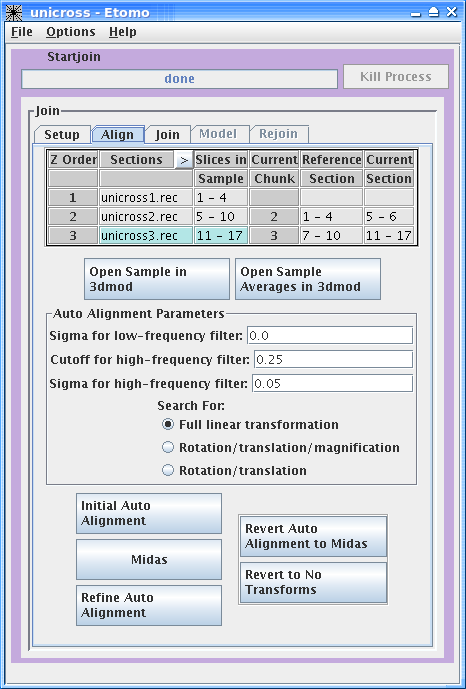 unicross - Etomo
File Options Help
Startjoin
done
Kill Process
Join
Setup Align Join Model Rejoin
Z Order Sections > Slices in Current Reference Current
Sample Chunk Section Section
1 unicross1.rec 1 - 4
2 unicross2.rec 5 - 10 2 1 - 4 5 - 6
3 unicross3.rec 11 - 17 3 7 - 10 11 - 17
Open Sample in
3dmod
Open Sample
Averages in 3dmod
Auto Alignment Parameters
Sigma for low-frequency filter: 0.0
Cutoff for high-frequency filter: 0.25
Sigma for high-frequency filter: 0.05
Search For:
Full linear transformation
Rotation/translation/magnification
Rotation/translation
Initial Auto
Alignment
Midas
Refine Auto
Alignment
Revert Auto
Alignment to Midas
Revert to No
Transforms